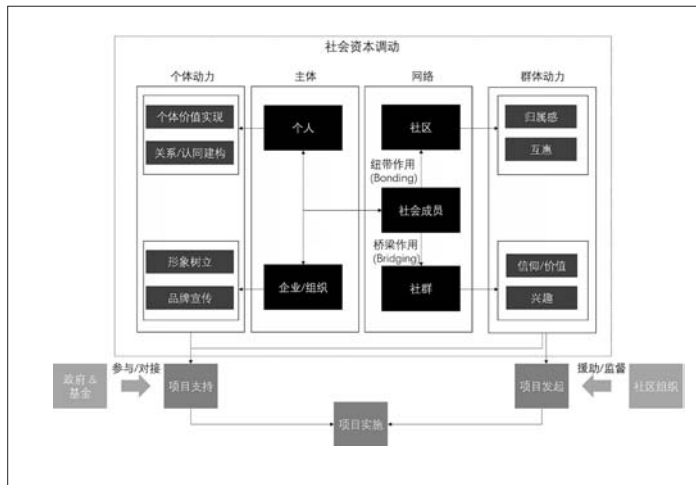 社会资本调动
个体动力
主体
网络
群体动力
个体价值实现
关系/认同建构
个人
社区
归属感
互惠
纽带作用
(Bonding)
社会成员
桥梁作用
(Bridging)
形象树立
品牌宣传
企业/组织
社群
信仰/价值
兴趣
政府 &
基金
参与/对接
项目支持
项目发起
援助/监督
社区组织
项目实施